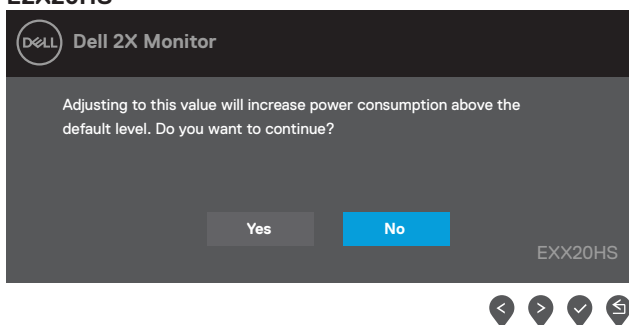 DELL Dell 2X Monitor
Adjusting to this value will increase power consumption above the
default level. Do you want to continue?
Yes No
EXX20HS